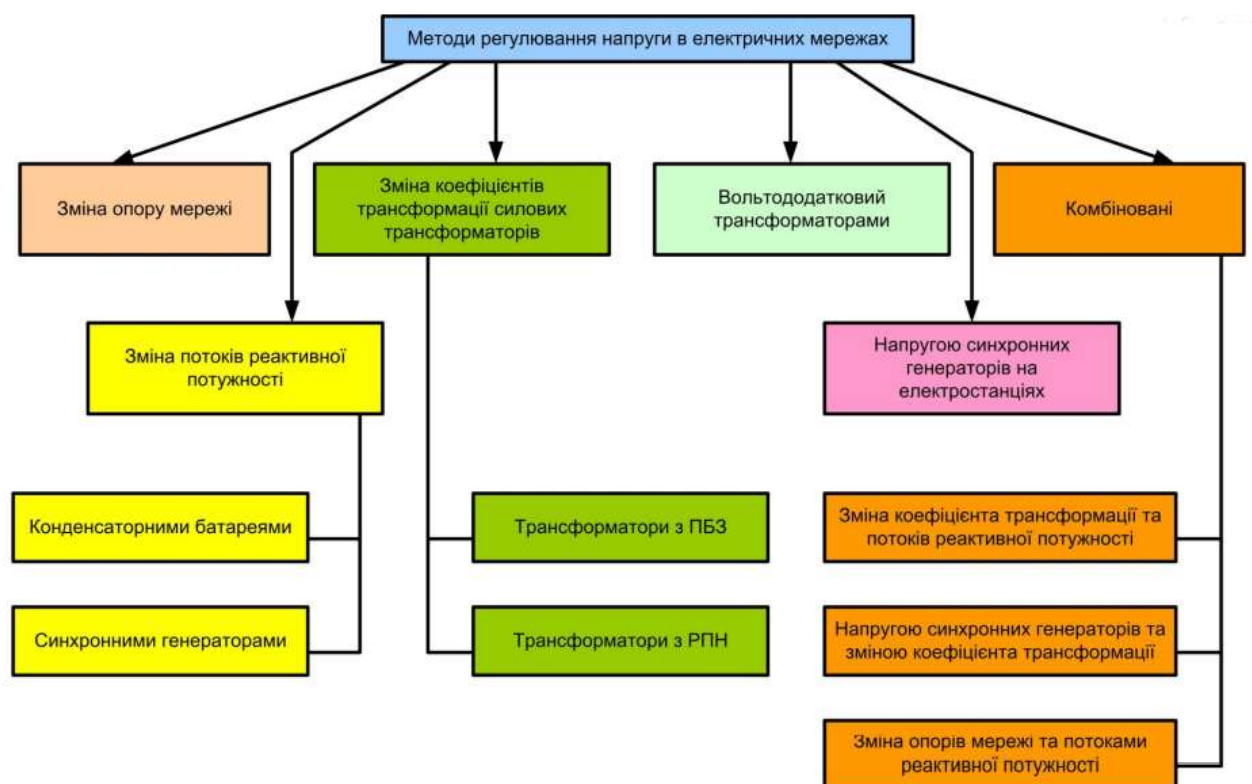 Методи регулювання напруги в електричних мережах
Зміна опору мережі
Зміна коефіцієнтів
трансформації силових
трансформаторів
Вольтододатковий
трансформаторами
Комбіновані
Зміна потоків реактивної
потужності
Напругою синхронних
генераторів на
електростанціях
Конденсаторними батареями
Трансформатори з ПБЗ
Зміна коефіцієнта трансформації та
потоків реактивної потужності
Синхронними генераторами
Трансформатори з РПН
Напругою синхронних генераторів та
зміною коефіцієнта трансформації
Зміна опорів мережі та потоками
реактивної потужності